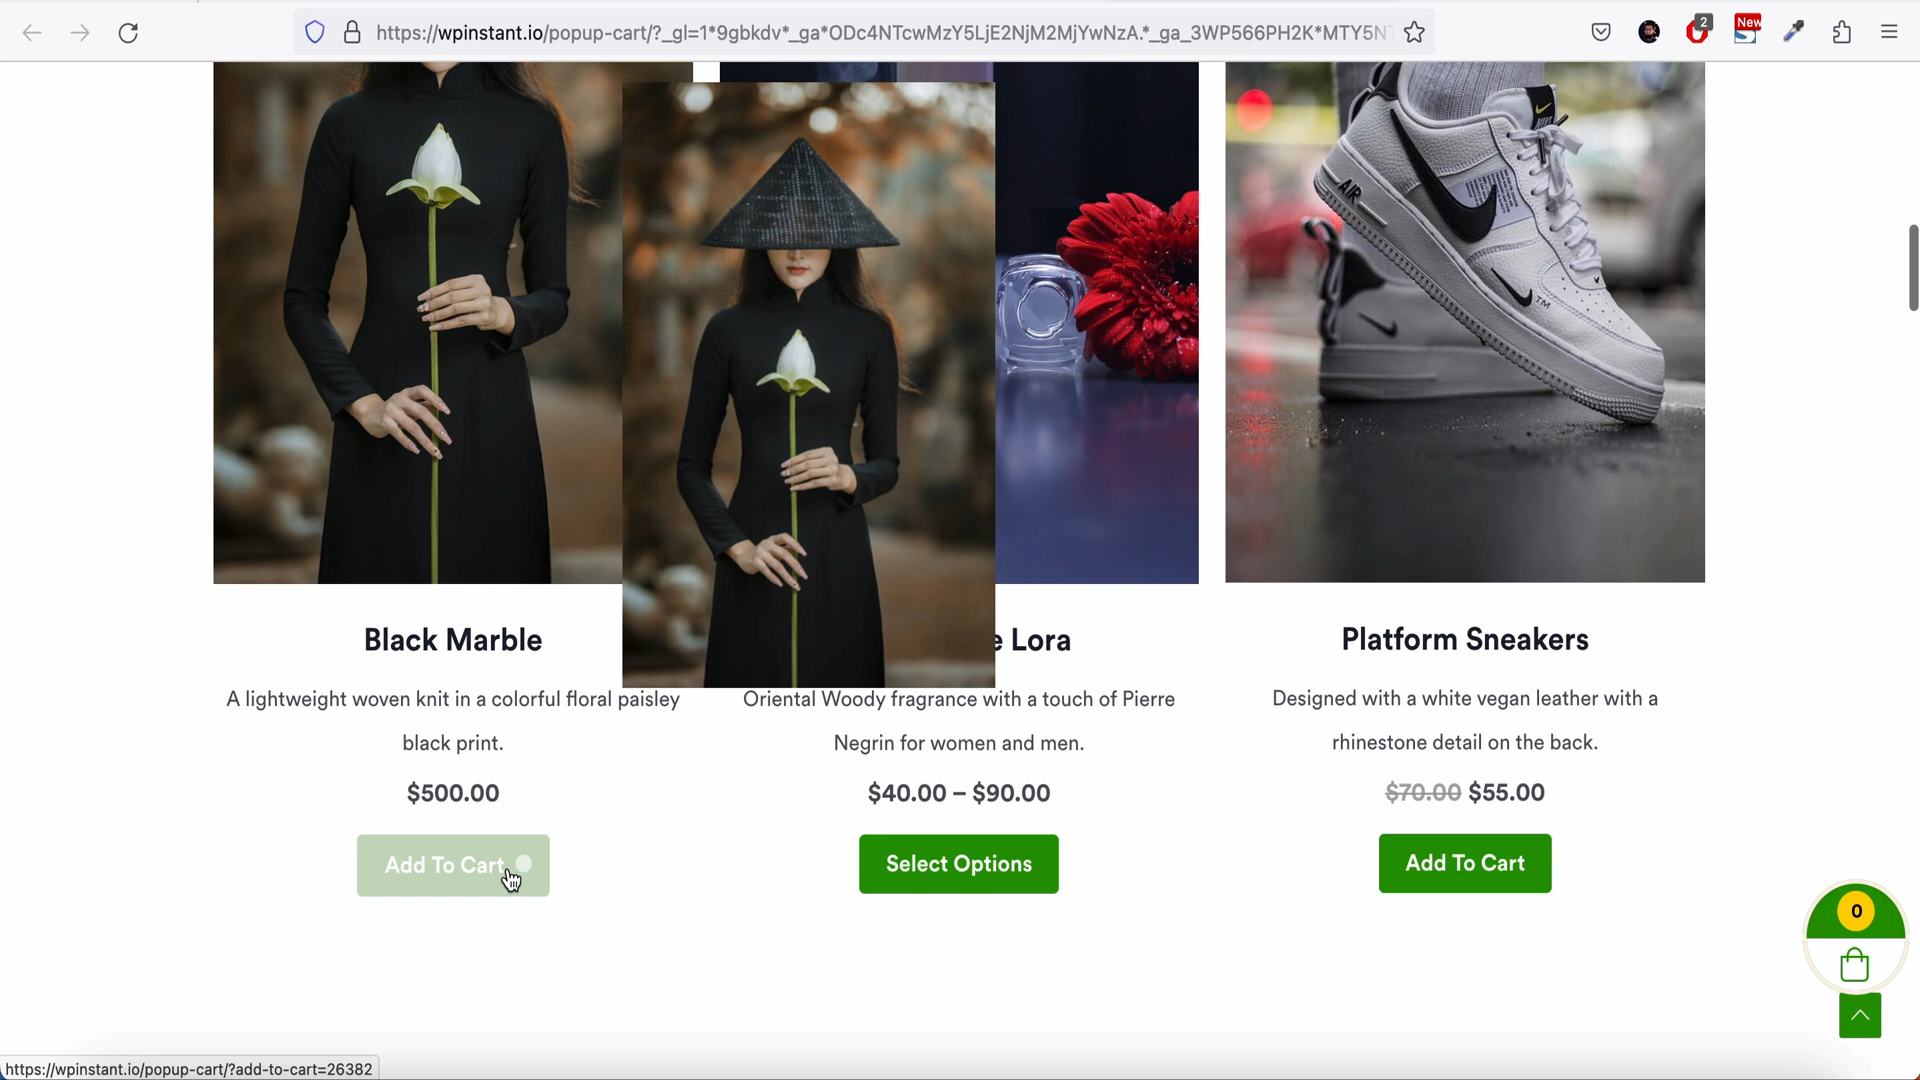 https://wpinstant.io/popup-cart/?_gl=1*9gbkdv*_ga*ODc4NTcwMzY5LjE2NjM2MjYwNzA.*_ga_3WP566PH2K*MTY5NT
2
New
AIR
NIKE
TM
Black Marble
e Lora
Platform Sneakers
A lightweight woven knit in a colorful floral paisley
black print.
Oriental Woody fragrance with a touch of Pierre
Negrin for women and men.
Designed with a white vegan leather with a
rhinestone detail on the back.
$500.00
$40.00 – $90.00
$70.00 $55.00
Add To Cart
Select Options
Add To Cart
0
https://wpinstant.io/popup-cart/?add-to-cart=26382